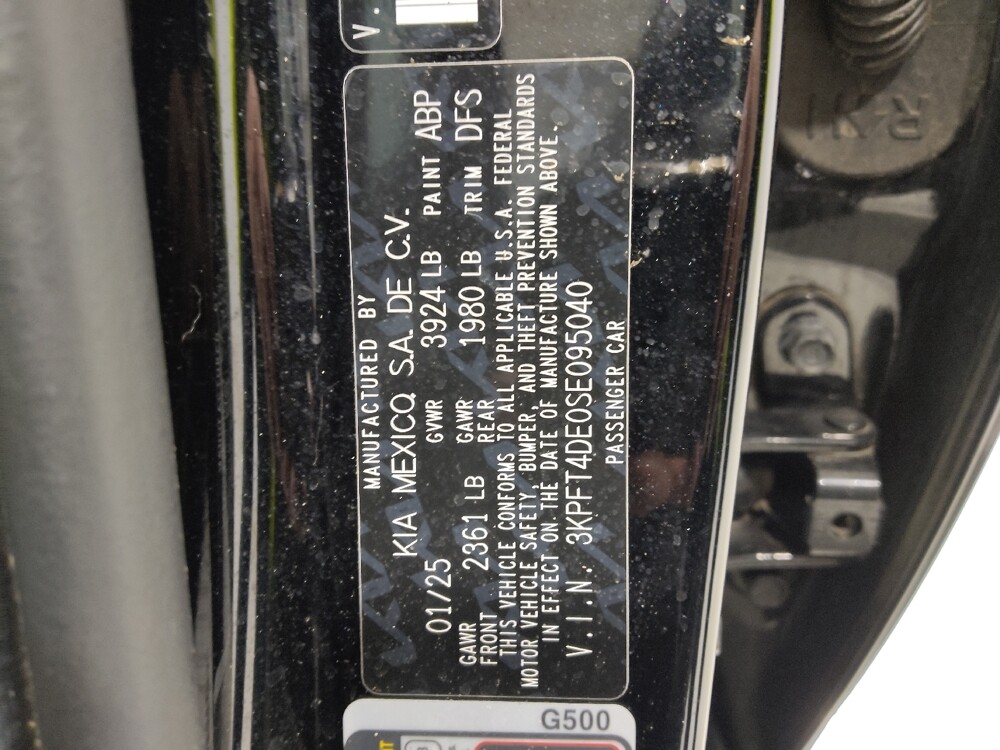 V.
MANUFACTURED BY
KIA MEXICO, S.A. DE C.V.
01/25 GVWR 3924 LB PAINT ABP
GAWR FRONT 2361 LB GAWR REAR 1980 LB TRIM DFS
THIS VEHICLE CONFORMS TO ALL APPLICABLE U.S.A. FEDERAL
MOTOR VEHICLE SAFETY, BUMPER, AND THEFT PREVENTION STANDARDS
IN EFFECT ON THE DATE OF MANUFACTURE SHOWN ABOVE.
V.I.N. 3KPFT4DE0SE095040
PASSENGER CAR
G500